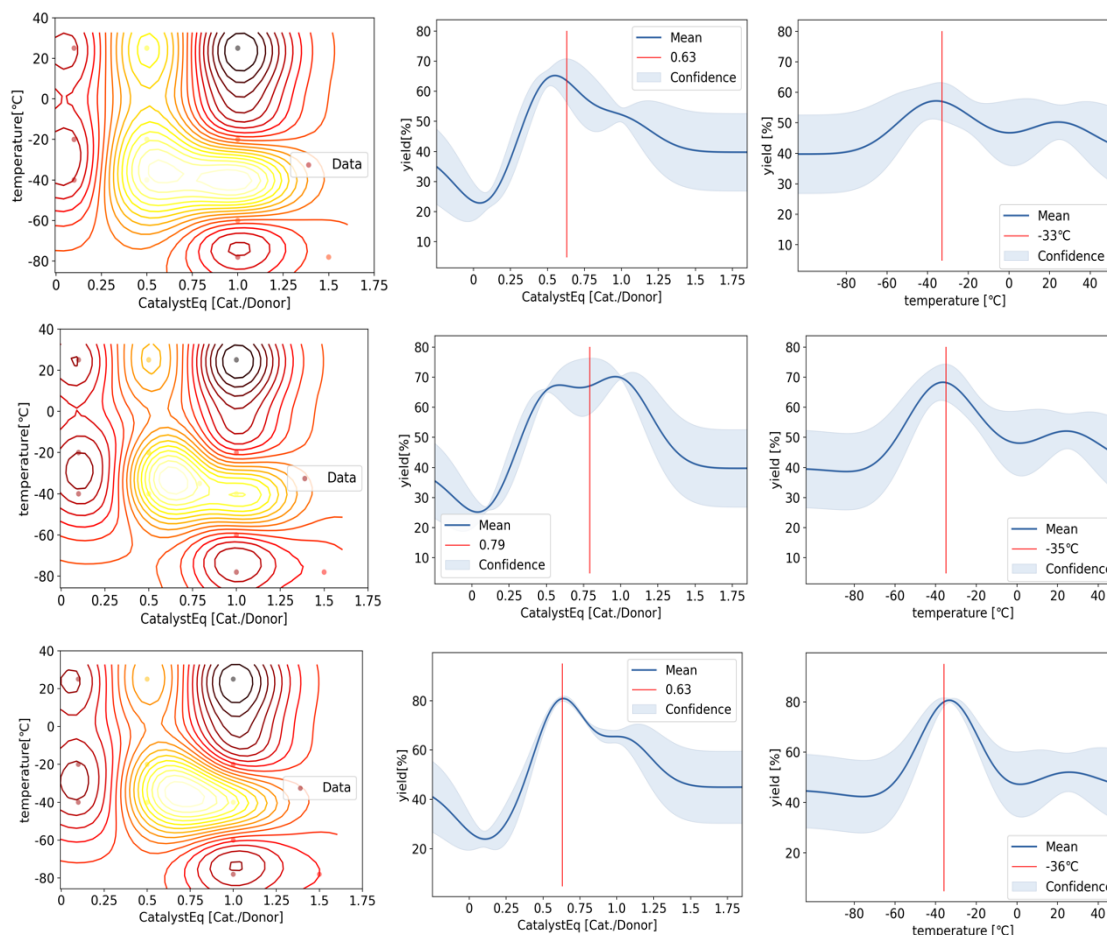 40
20
0
-20
-40
-60
-80
temperature[℃]
Data
0 0.25 0.5 0.75 1.0 1.25 1.50 1.75
CatalystEq [Cat./Donor]
80
70
60
50
40
30
20
10
yield[%]
Mean
0.63
Confidence
0.0 0.25 0.50 0.75 1.0 1.25 1.50 1.75
CatalystEq [Cat./Donor]
80
70
60
50
40
30
20
10
yield [%]
Mean
-33℃
Confidence
-80 -60 -40 -20 0 20 40
temperature [℃]
40
20
0
-20
-40
-60
-80
temperature[℃]
Data
0 0.25 0.5 0.75 1.0 1.25 1.5 1.75
CatalystEq [Cat./Donor]
80
70
60
50
40
30
20
10
yield[%]
Mean
0.79
Confidence
0.0 0.25 0.50 0.75 1.0 1.25 1.50 1.75
CatalystEq [Cat./Donor]
80
70
60
50
40
30
20
10
yield [%]
Mean
-35℃
Confidence
-80 -60 -40 -20 0 20 40
temperature [℃]
40
20
0
-20
-40
-60
-80
temperature[℃]
Data
0 0.25 0.5 0.75 1.0 1.25 1.50 1.75
CatalystEq [Cat./Donor]
80
60
40
20
yield[%]
Mean
0.63
Confidence
0.0 0.25 0.50 0.75 1.0 1.25 1.50 1.75
CatalystEq [Cat./Donor]
80
60
40
20
yield [%]
Mean
-36℃
Confidence
-80 -60 -40 -20 0 20 40
temperature [℃]